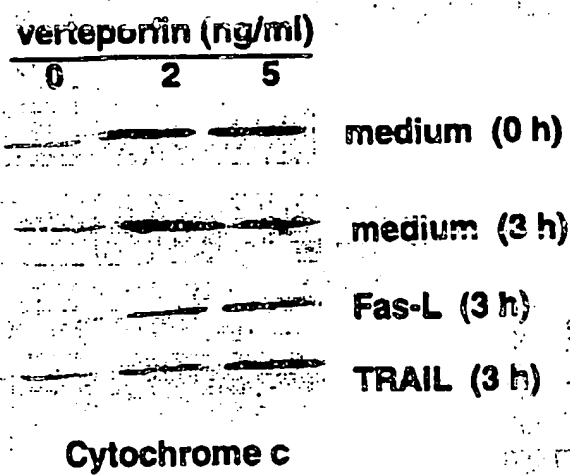 verteporfin (ng/ml)
0 2 5
medium (0 h)
medium (3 h)
Fas-L (3 h)
TRAIL (3 h)
Cytochrome c